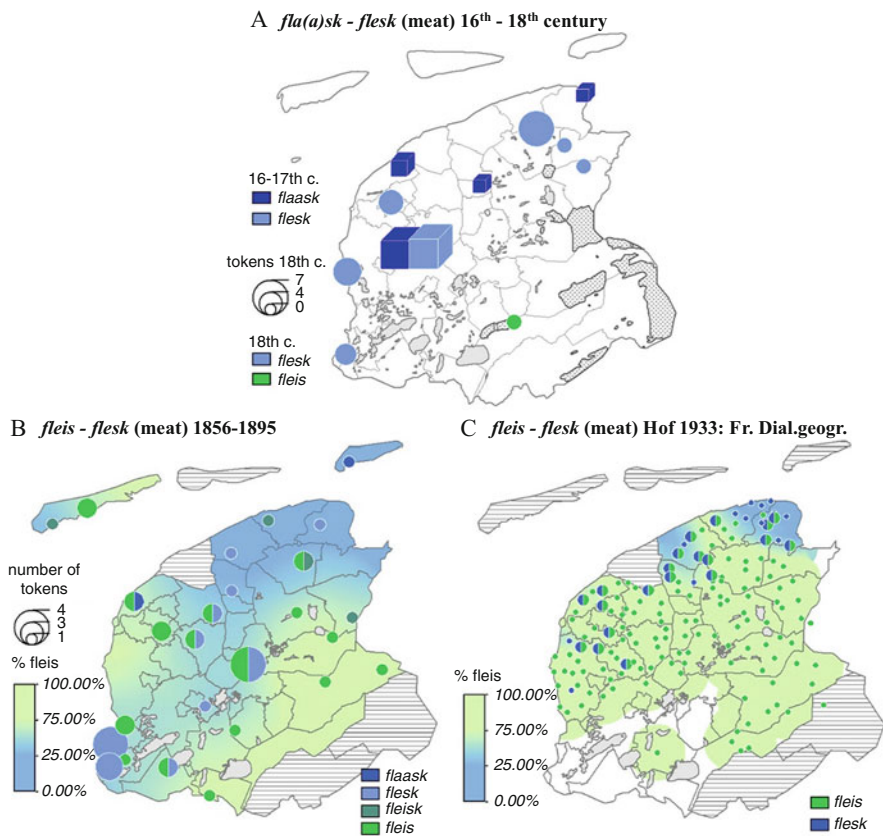 A fla(a)sk - flesk (meat) 16th - 18th century
16-17th c.
flaask
flesk
tokens 18th c.
7
4
0
18th c.
flesk
fleis
B fleis - flesk (meat) 1856-1895
number of
tokens
4
3
1
% fleis
100.00%
75.00%
25.00%
0.00%
flaask
flesk
fleisk
fleis
C fleis - flesk (meat) Hof 1933: Fr. Dial.geogr.
% fleis
100.00%
75.00%
25.00%
0.00%
fleis
flesk